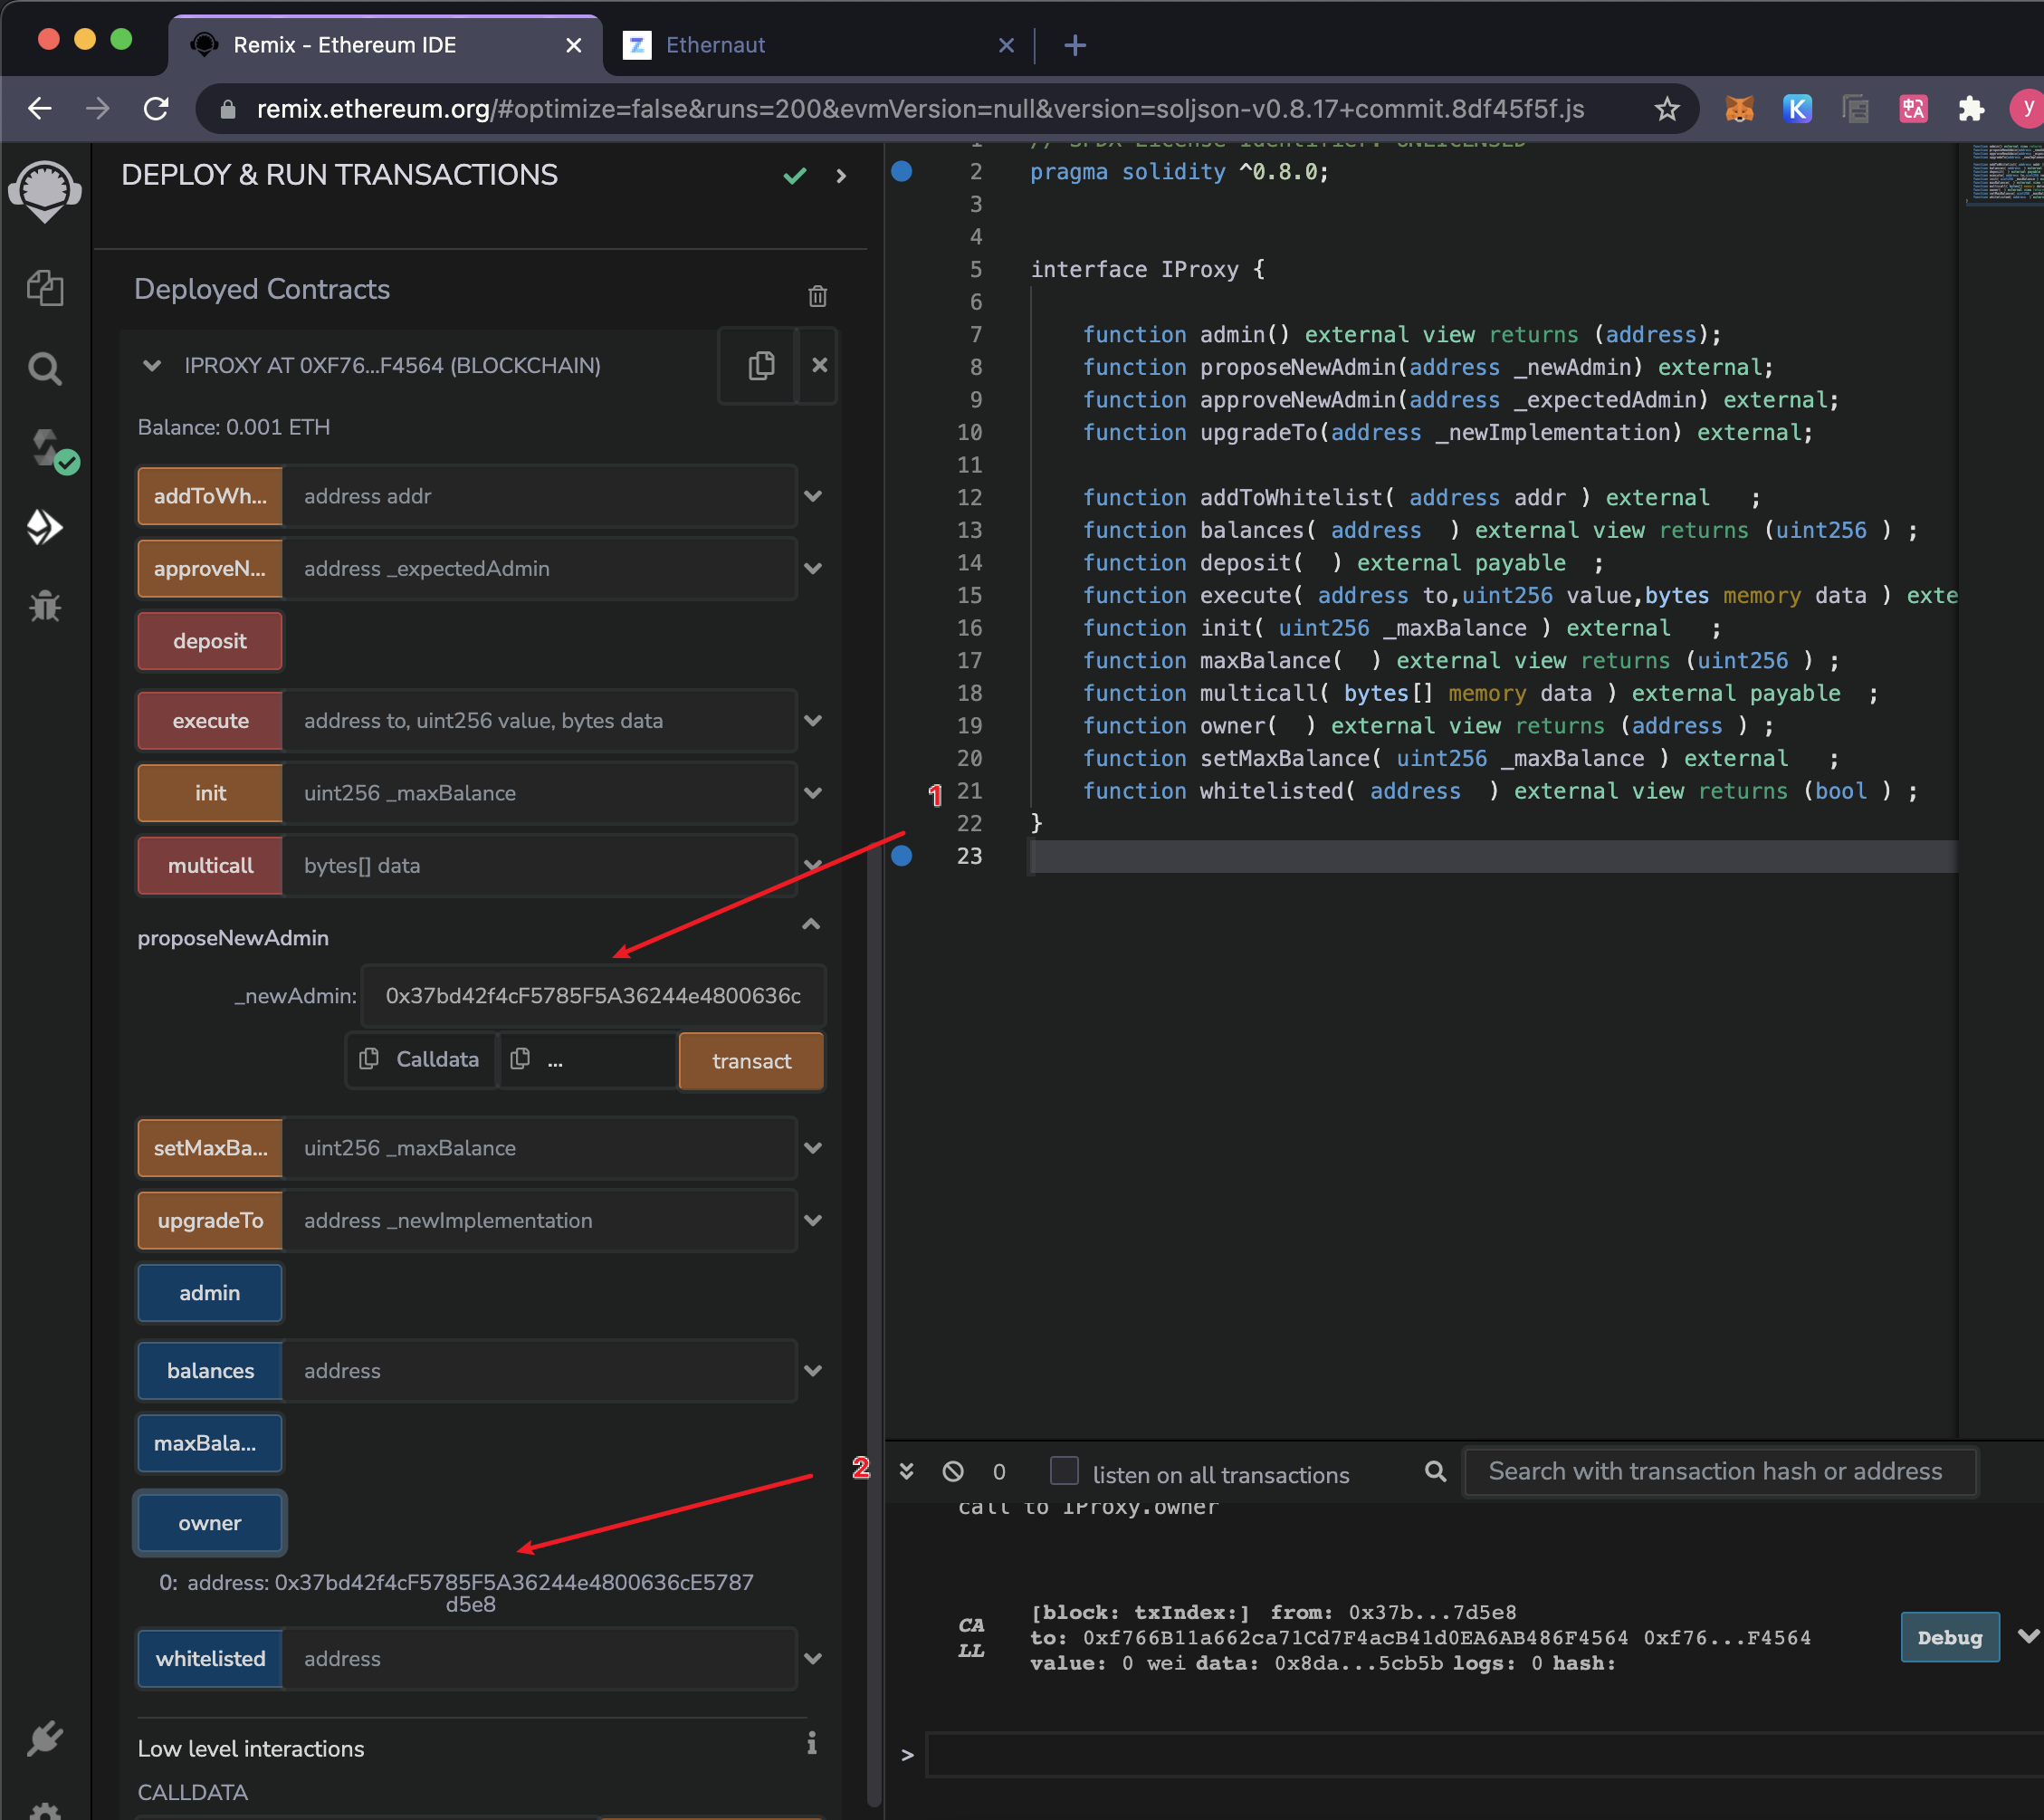 Remix - Ethereum IDE
Ethernaut
remix.ethereum.org/#optimize=false&runs=200&evmVersion=null&version=soljson-v0.8.17+commit.8df45f5f.js
y
DEPLOY & RUN TRANSACTIONS
Deployed Contracts
IPROXY AT 0XF76...F4564 (BLOCKCHAIN)
Balance: 0.001 ETH
addToWh... address addr
approveN... address _expectedAdmin
deposit
execute address to, uint256 value, bytes data
init uint256 _maxBalance
multicall bytes[] data
proposeNewAdmin
_newAdmin: 0x37bd42f4cF5785F5A36244e4800636c
Calldata ... transact
setMaxBa... uint256 _maxBalance
upgradeTo address _newImplementation
admin
balances address
maxBala...
owner
0: address: 0x37bd42f4cF5785F5A36244e4800636cE5787
d5e8
whitelisted address
Low level interactions
CALLDATA
1
2
1 // SPDX-License-Identifier: UNLICENSED
2 pragma solidity ^0.8.0;
3
4
5 interface IProxy {
6
7 function admin() external view returns (address);
8 function proposeNewAdmin(address _newAdmin) external;
9 function approveNewAdmin(address _expectedAdmin) external;
10 function upgradeTo(address _newImplementation) external;
11
12 function addToWhitelist( address addr ) external ;
13 function balances( address ) external view returns (uint256 ) ;
14 function deposit( ) external payable ;
15 function execute( address to,uint256 value,bytes memory data ) exte
16 function init( uint256 _maxBalance ) external ;
17 function maxBalance( ) external view returns (uint256 ) ;
18 function multicall( bytes[] memory data ) external payable ;
19 function owner( ) external view returns (address ) ;
20 function setMaxBalance( uint256 _maxBalance ) external ;
21 function whitelisted( address ) external view returns (bool ) ;
22 }
23
0 listen on all transactions Search with transaction hash or address
call to IProxy.owner
CA
LL
[block: txIndex:] from: 0x37b...7d5e8
to: 0xf766B11a662ca71Cd7F4acB41d0EA6AB486F4564 0xf76...F4564
value: 0 wei data: 0x8da...5cb5b logs: 0 hash:
Debug
>